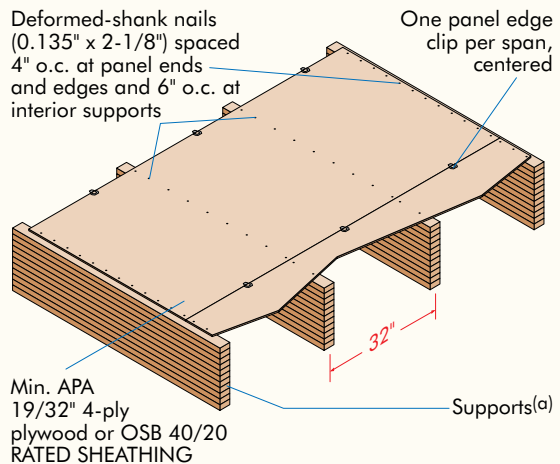 Deformed-shank nails
(0.135" x 2-1/8") spaced
4" o.c. at panel ends
and edges and 6" o.c. at
interior supports
One panel edge
clip per span,
centered
32"
Min. APA
19/32" 4-ply
plywood or OSB 40/20
RATED SHEATHING
Supports(a)